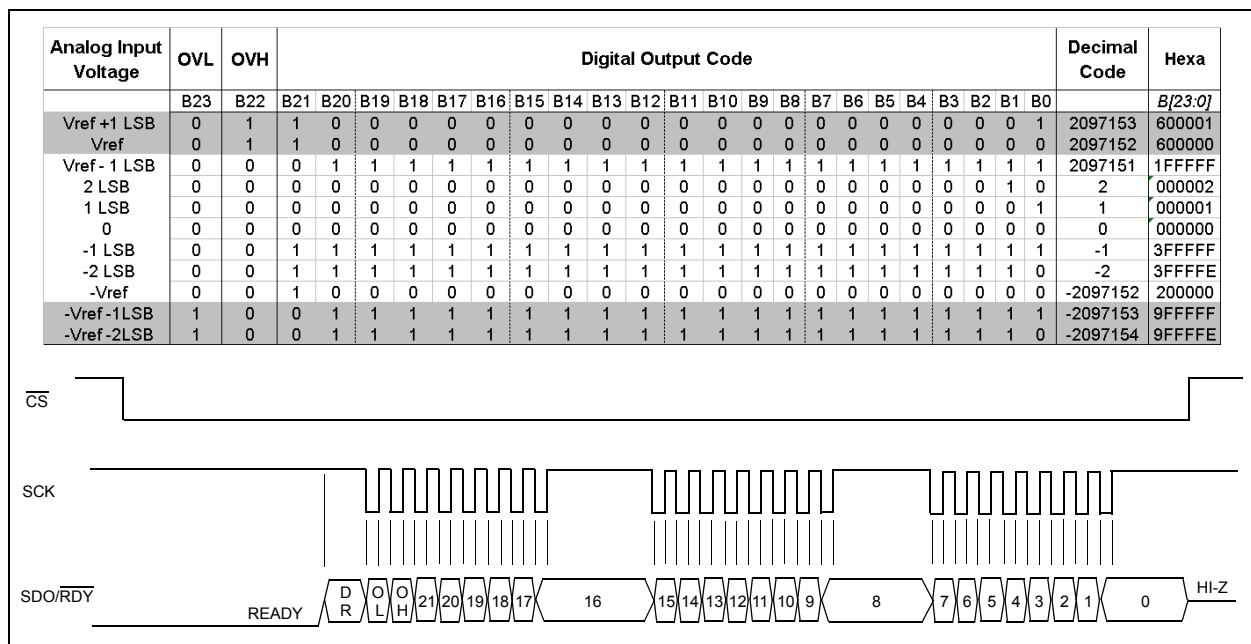 Analog Input Voltage OVL OVH Digital Output Code Decimal Code Hexa
B23 B22 B21 B20 B19 B18 B17 B16 B15 B14 B13 B12 B11 B10 B9 B8 B7 B6 B5 B4 B3 B2 B1 B0 B[23:0]
Vref +1 LSB 0 1 1 0 0 0 0 0 0 0 0 0 0 0 0 0 0 0 0 0 0 0 0 1 2097153 600001
Vref 0 1 1 0 0 0 0 0 0 0 0 0 0 0 0 0 0 0 0 0 0 0 0 0 2097152 600000
Vref - 1 LSB 0 0 0 1 1 1 1 1 1 1 1 1 1 1 1 1 1 1 1 1 1 1 1 1 2097151 1FFFFF
2 LSB 0 0 0 0 0 0 0 0 0 0 0 0 0 0 0 0 0 0 0 0 0 0 1 0 2 000002
1 LSB 0 0 0 0 0 0 0 0 0 0 0 0 0 0 0 0 0 0 0 0 0 0 0 1 1 000001
0 0 0 0 0 0 0 0 0 0 0 0 0 0 0 0 0 0 0 0 0 0 0 0 0 0 000000
-1 LSB 0 0 1 1 1 1 1 1 1 1 1 1 1 1 1 1 1 1 1 1 1 1 1 1 -1 3FFFFF
-2 LSB 0 0 1 1 1 1 1 1 1 1 1 1 1 1 1 1 1 1 1 1 1 1 1 0 -2 3FFFFE
-Vref 0 0 1 0 0 0 0 0 0 0 0 0 0 0 0 0 0 0 0 0 0 0 0 0 -2097152 200000
-Vref -1LSB 1 0 0 1 1 1 1 1 1 1 1 1 1 1 1 1 1 1 1 1 1 1 1 1 -2097153 9FFFFF
-Vref -2LSB 1 0 0 1 1 1 1 1 1 1 1 1 1 1 1 1 1 1 1 1 1 1 1 0 -2097154 9FFFFE
CS
SCK
SDO/RDY READY DR OL OH 21 20 19 18 17 16 15 14 13 12 11 10 9 8 7 6 5 4 3 2 1 0 HI-Z